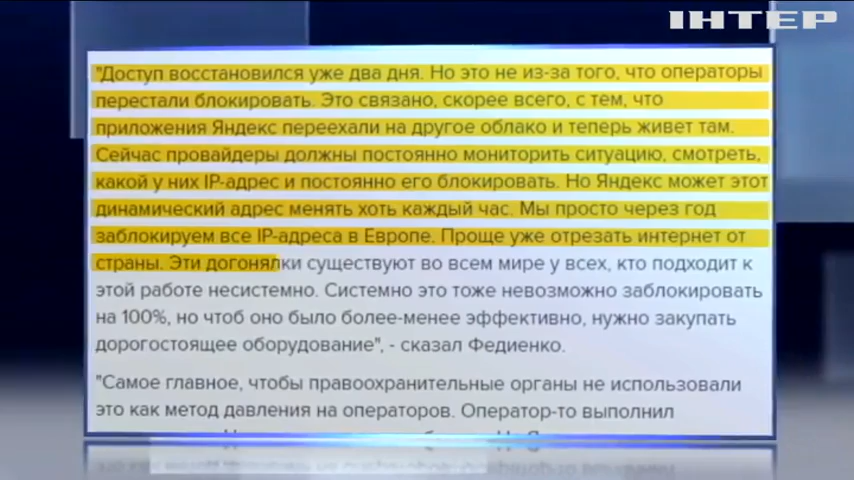 ІНТЕР
"Доступ восстановился уже два дня. Но это не из-за того, что операторы
перестали блокировать. Это связано, скорее всего, с тем, что
приложения Яндекс переехали на другое облако и теперь живет там.
Сейчас провайдеры должны постоянно мониторить ситуацию, смотреть,
какой у них IP-адрес и постоянно его блокировать. Но Яндекс может этот
динамический адрес менять хоть каждый час. Мы просто через год
заблокируем все IP-адреса в Европе. Проще уже отрезать интернет от
страны. Эти догонялки существуют во всем мире у всех, кто подходит к
этой работе несистемно. Системно это тоже невозможно заблокировать
на 100%, но чтоб оно было более-менее эффективно, нужно закупать
дорогостоящее оборудование", - сказал Федиенко.
"Самое главное, чтобы правоохранительные органы не использовали
это как метод давления на операторов. Оператор-то выполнил